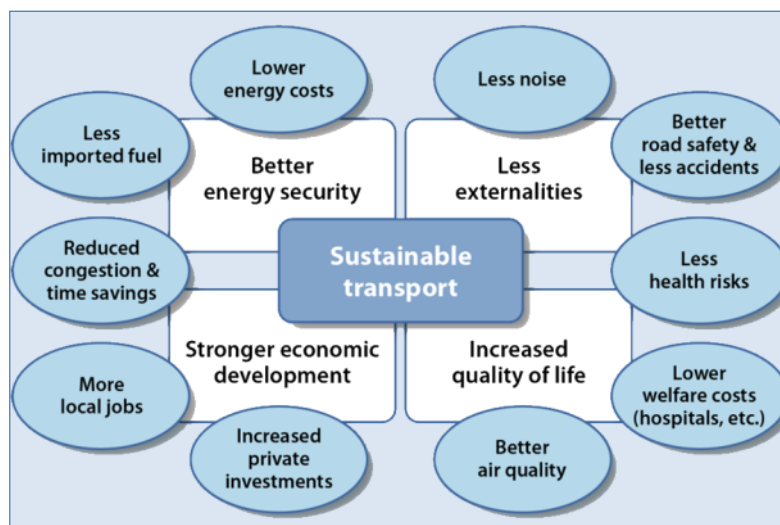 Lower
energy costs
Less noise
Less
imported fuel
Better
road safety &
less accidents
Better
energy security
Less
externalities
Sustainable
transport
Reduced
congestion &
time savings
Less
health risks
Stronger economic
development
Increased
quality of life
More
local jobs
Lower
welfare costs
(hospitals, etc.)
Increased
private
investments
Better
air quality